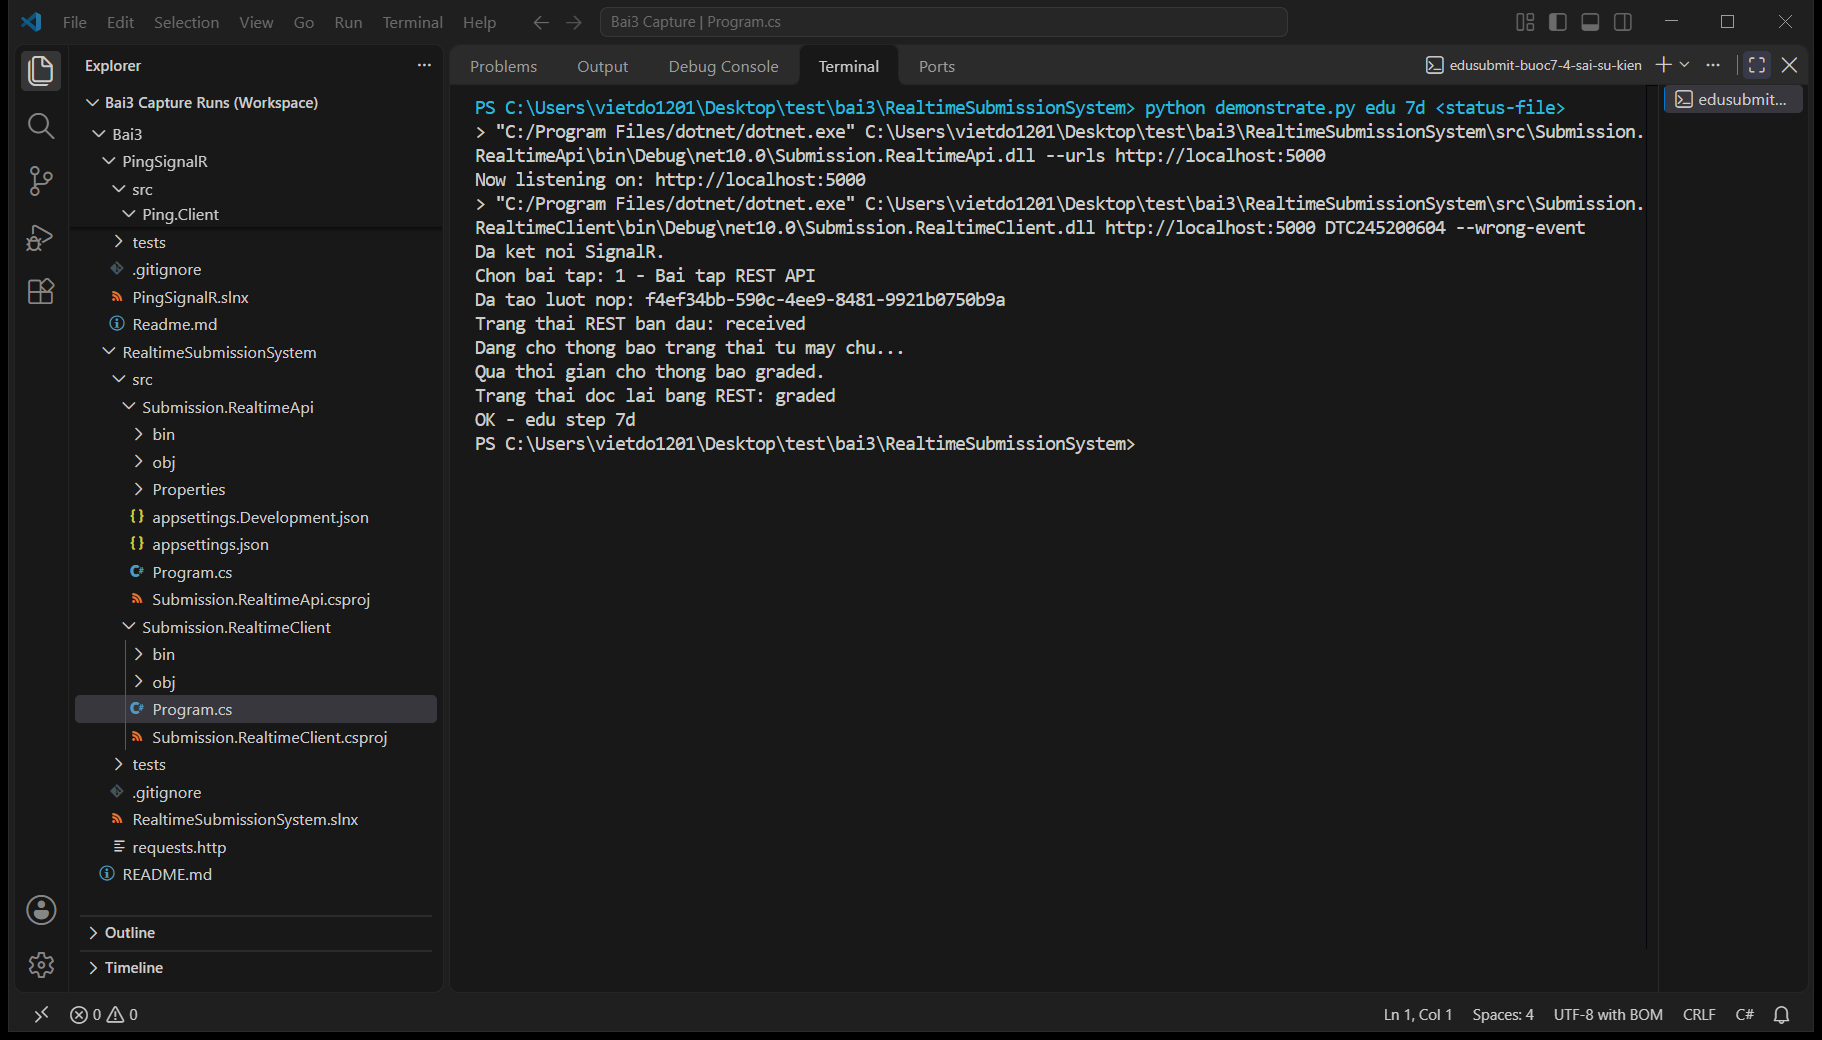 File Edit Selection View Go Run Terminal Help
Bai3 Capture | Program.cs
Explorer
Bai3 Capture Runs (Workspace)
Bai3
PingSignalR
src
Ping.Client
tests
.gitignore
PingSignalR.slnx
Readme.md
RealtimeSubmissionSystem
src
Submission.RealtimeApi
bin
obj
Properties
appsettings.Development.json
appsettings.json
Program.cs
Submission.RealtimeApi.csproj
Submission.RealtimeClient
bin
obj
Program.cs
Submission.RealtimeClient.csproj
tests
.gitignore
RealtimeSubmissionSystem.slnx
requests.http
README.md
Outline
Timeline
Problems Output Debug Console Terminal Ports
edusubmit-buoc7-4-sai-su-kien
edusubmit...
PS C:\Users\vietdo1201\Desktop\test\bai3\RealtimeSubmissionSystem> python demonstrate.py edu 7d <status-file>
> "C:/Program Files/dotnet/dotnet.exe" C:\Users\vietdo1201\Desktop\test\bai3\RealtimeSubmissionSystem\src\Submission.
RealtimeApi\bin\Debug\net10.0\Submission.RealtimeApi.dll --urls http://localhost:5000
Now listening on: http://localhost:5000
> "C:/Program Files/dotnet/dotnet.exe" C:\Users\vietdo1201\Desktop\test\bai3\RealtimeSubmissionSystem\src\Submission.
RealtimeClient\bin\Debug\net10.0\Submission.RealtimeClient.dll http://localhost:5000 DTC245200604 --wrong-event
Da ket noi SignalR.
Chon bai tap: 1 - Bai tap REST API
Da tao luot nop: f4ef34bb-590c-4ee9-8481-9921b0750b9a
Trang thai REST ban dau: received
Dang cho thong bao trang thai tu may chu...
Qua thoi gian cho thong bao graded.
Trang thai doc lai bang REST: graded
OK - edu step 7d
PS C:\Users\vietdo1201\Desktop\test\bai3\RealtimeSubmissionSystem>
0 0
Ln 1, Col 1 Spaces: 4 UTF-8 with BOM CRLF C#